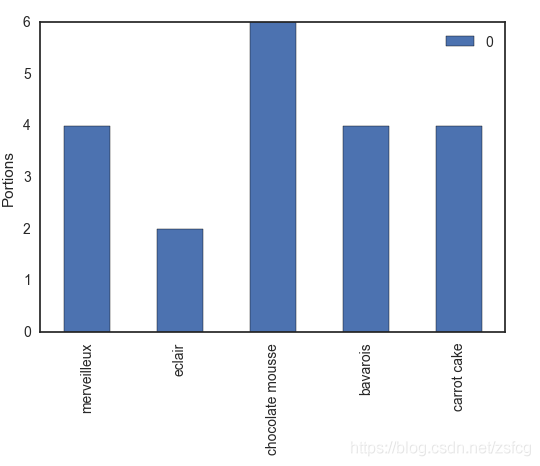 6
5
4
3
2
1
0
Portions
0
merveilleux
eclair
chocolate mousse
bavarois
carrot cake
https://blog.csdn.net/zsfcg